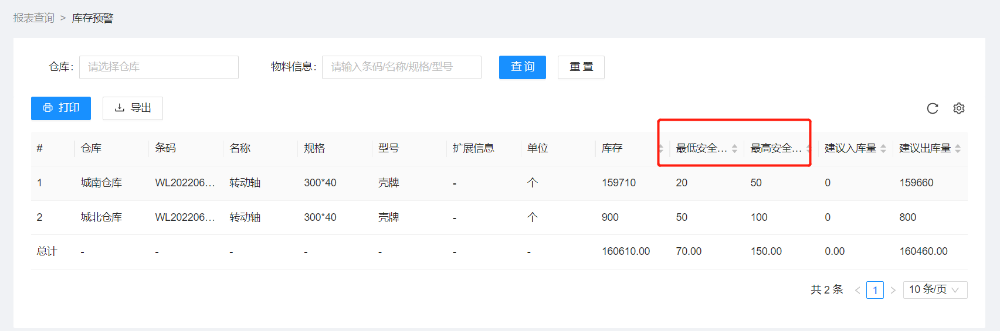 报表查询 > 库存预警
仓库: 请选择仓库 物料信息: 请输入条码/名称/规格/型号 查询 重置
打印 导出
# 仓库 条码 名称 规格 型号 扩展信息 单位 库存 最低安全... 最高安全... 建议入库量 建议出库量
1 城南仓库 WL202206... 转动轴 300*40 壳牌 - 个 159710 20 50 0 159660
2 城北仓库 WL202206... 转动轴 300*40 壳牌 - 个 900 50 100 0 800
总计 - - - - - - - 160610.00 70.00 150.00 0.00 160460.00
共 2 条 < 1 > 10 条/页